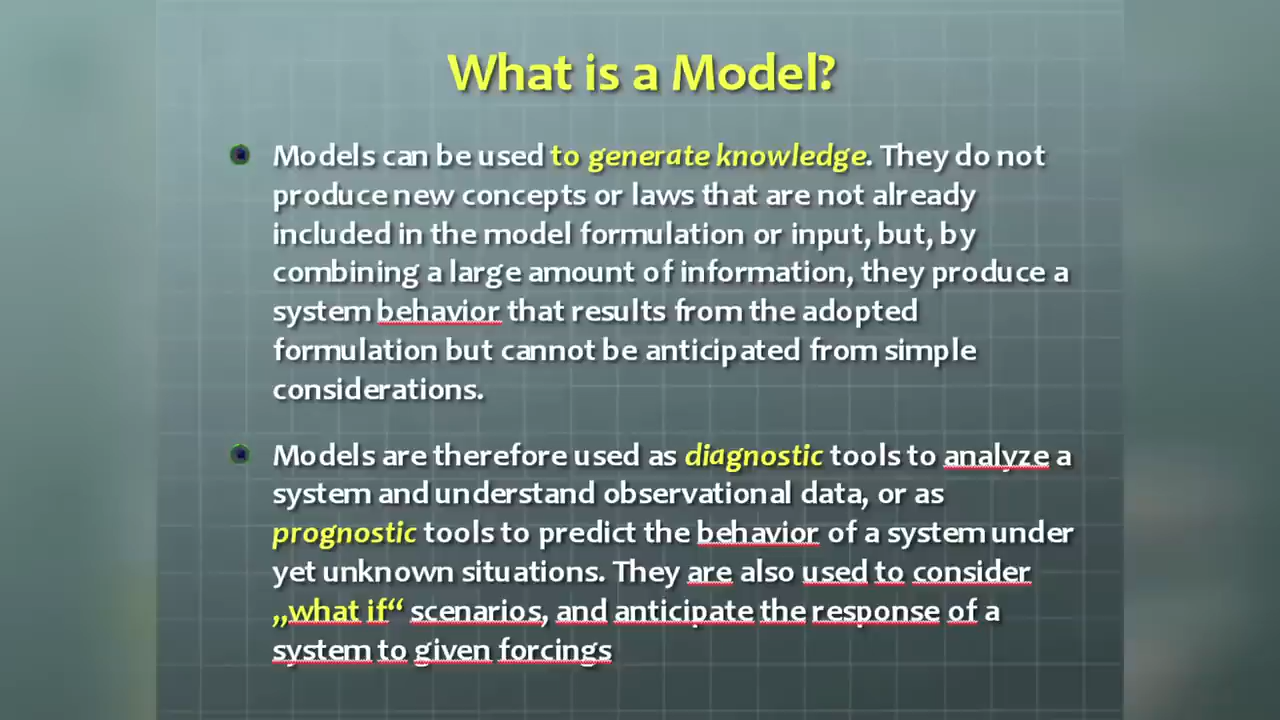 What is a Model?
Models can be used to generate knowledge. They do not
produce new concepts or laws that are not already
included in the model formulation or input, but, by
combining a large amount of information, they produce a
system behavior that results from the adopted
formulation but cannot be anticipated from simple
considerations.
Models are therefore used as diagnostic tools to analyze a
system and understand observational data, or as
prognostic tools to predict the behavior of a system under
yet unknown situations. They are also used to consider
„what if“ scenarios, and anticipate the response of a
system to given forcings